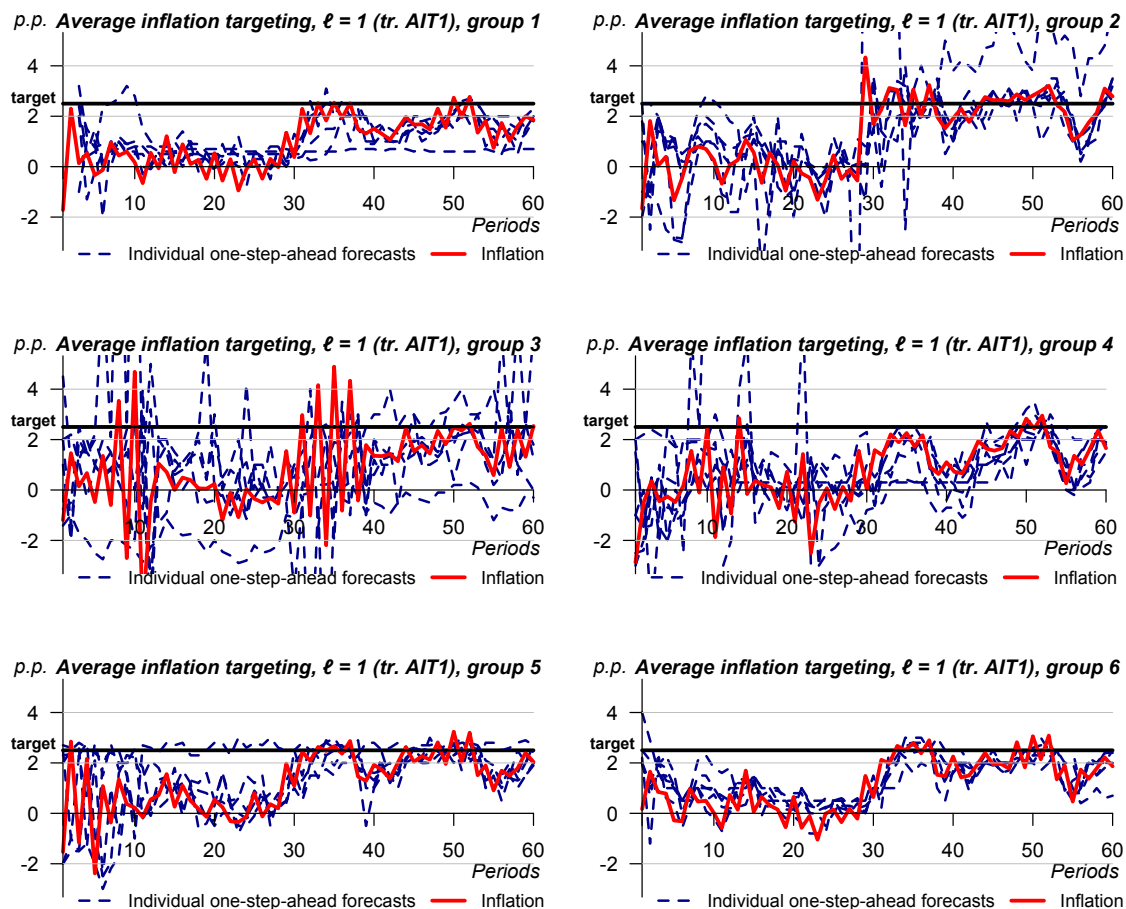 p.p. Average inflation targeting, ℓ = 1 (tr. AIT1), group 1
4
target
2
0
-2
10 20 30 40 50 60
Periods
Individual one-step-ahead forecasts Inflation
p.p. Average inflation targeting, ℓ = 1 (tr. AIT1), group 2
4
target
2
0
-2
10 20 30 40 50 60
Periods
Individual one-step-ahead forecasts Inflation
p.p. Average inflation targeting, ℓ = 1 (tr. AIT1), group 3
4
target
2
0
-2
10 20 30 40 50 60
Periods
Individual one-step-ahead forecasts Inflation
p.p. Average inflation targeting, ℓ = 1 (tr. AIT1), group 4
4
target
2
0
-2
10 20 30 40 50 60
Periods
Individual one-step-ahead forecasts Inflation
p.p. Average inflation targeting, ℓ = 1 (tr. AIT1), group 5
4
target
2
0
-2
10 20 30 40 50 60
Periods
Individual one-step-ahead forecasts Inflation
p.p. Average inflation targeting, ℓ = 1 (tr. AIT1), group 6
4
target
2
0
-2
10 20 30 40 50 60
Periods
Individual one-step-ahead forecasts Inflation